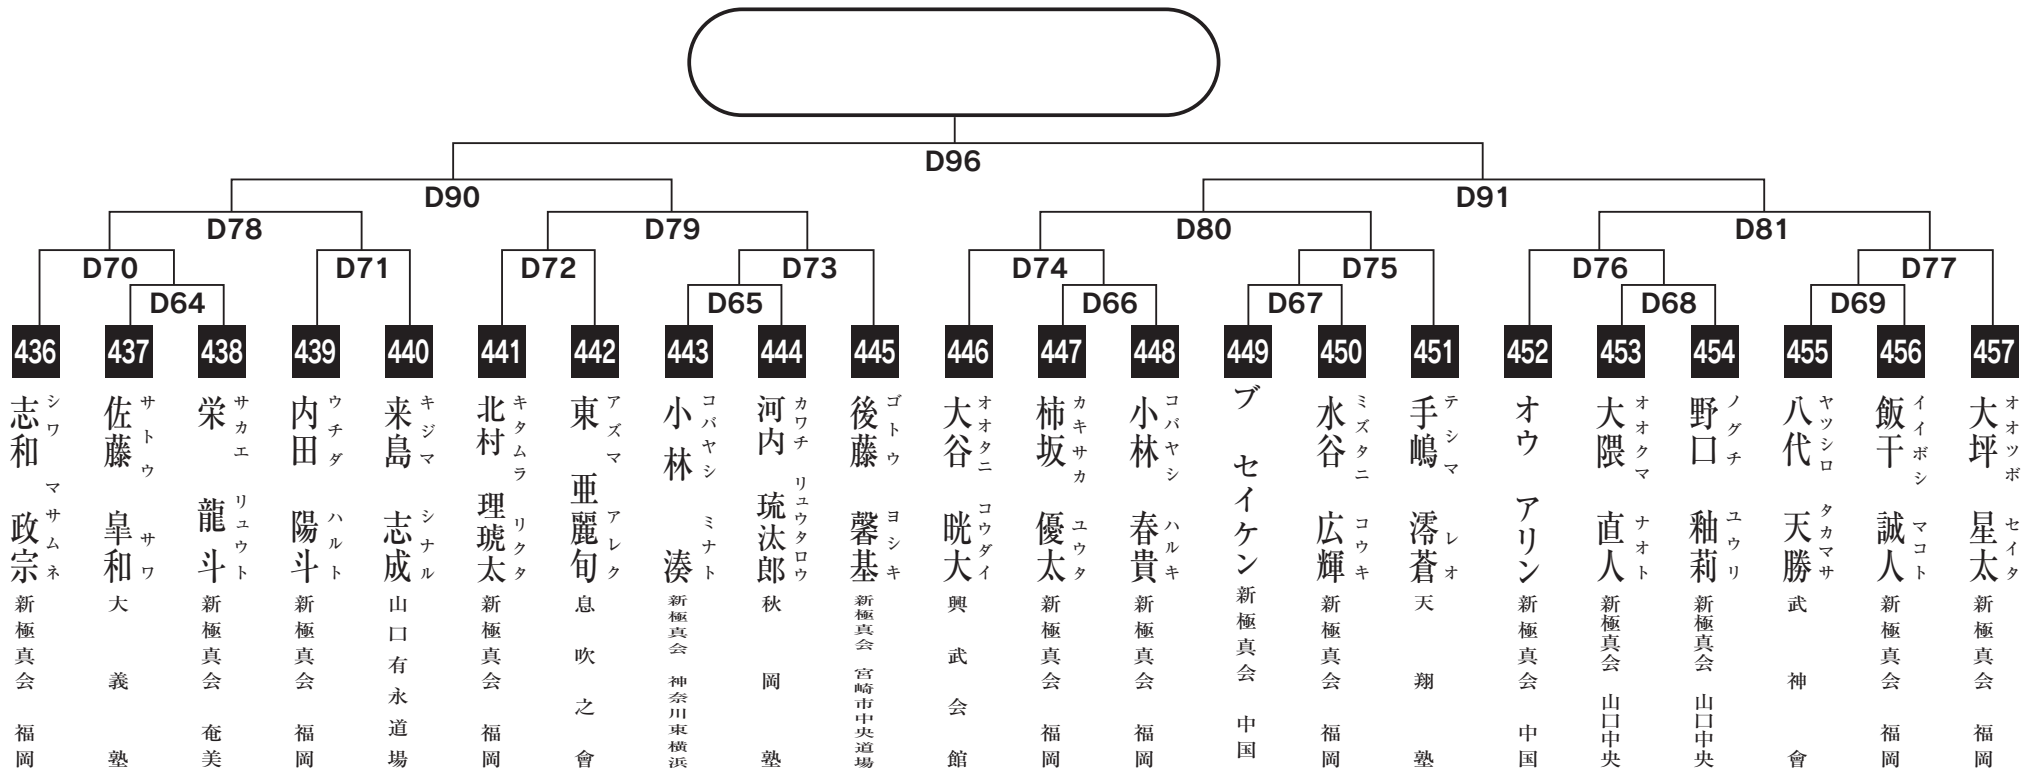 D96
D90
D91
D78
D79
D80
D81
D70
D71
D72
D73
D74
D75
D76
D77
D64
D65
D66
D67
D68
D69
436
437
438
439
440
441
442
443
444
445
446
447
448
449
450
451
452
453
454
455
456
457
志和 政宗
シワ マサムネ
新極真会 福岡
佐藤 皐和
サトウ サワ
大義塾
栄 龍斗
サカエ リュウト
新極真会 奄美
内田 陽斗
ウチダ ハルト
新極真会 福岡
来島 志成
キジマ シナル
山口有永道場
北村 理琥太
キタムラ リクタ
新極真会 福岡
東 亜麗旬
アズマ アレク
息吹之會
小林 湊
コバヤシ ミナト
新極真会 神奈川東横浜
河内 琉汰郎
カワチ リュウタロウ
秋岡塾
後藤 馨基
ゴトウ ヨシキ
新極真会 宮崎市中央道場
大谷 晄大
オオタニ コウダイ
興武会館
柿坂 優太
カキサカ ユウタ
新極真会 福岡
小林 春貴
コバヤシ ハルキ
新極真会 福岡
ブ セイケン
新極真会 中国
水谷 広輝
ミズタニ コウキ
新極真会 福岡
手嶋 澪蒼
テシマ レオ
天翔塾
オウ アリン
新極真会 中国
大隈 直人
オオクマ ナオト
新極真会 山口中央
野口 釉莉
ノグチ ユウリ
新極真会 山口中央
八代 天勝
ヤツシロ タカマサ
武神會
飯干 誠人
イイボシ マコト
新極真会 福岡
大坪 星太
オオツボ セイタ
新極真会 福岡